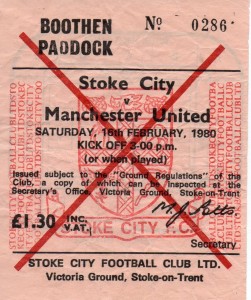 BOOTHEN
PADDOCK
No 0286
Stoke City
v
Manchester United
SATURDAY, 16th FEBRUARY, 1980
KICK OFF 3-00 p.m.
(or when played)
Issued subject to the "Ground Regulations" of the
Club, a copy of which can be inspected at the
Secretary's Office, Victoria Ground, Stoke-on-Trent
£1.30 INC.
V.A.T.
STOKE CITY F.C.
Secretary
STOKE CITY FOOTBALL CLUB LTD.
Victoria Ground, Stoke-on-Trent